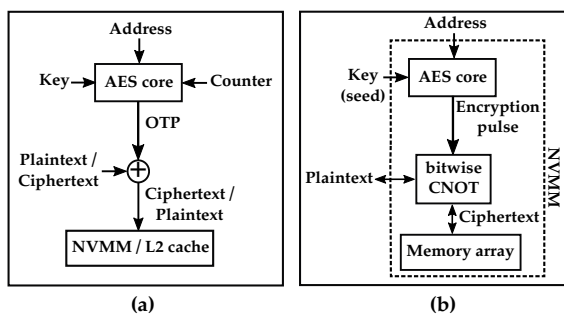 Address
Key
AES core
Counter
OTP
Plaintext /
Ciphertext
Ciphertext /
Plaintext
NVMM / L2 cache
(a)
Address
Key
(seed)
AES core
Encryption
pulse
Plaintext
bitwise
CNOT
Ciphertext
Memory array
NVMM
(b)